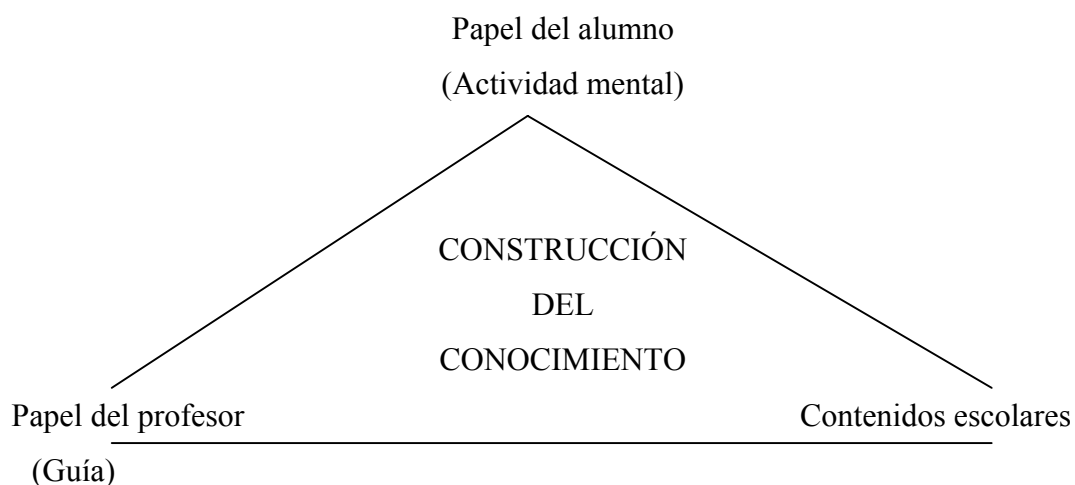 Papel del alumno
(Actividad mental)
CONSTRUCCIÓN
DEL
CONOCIMIENTO
Papel del profesor
Contenidos escolares
(Guía)